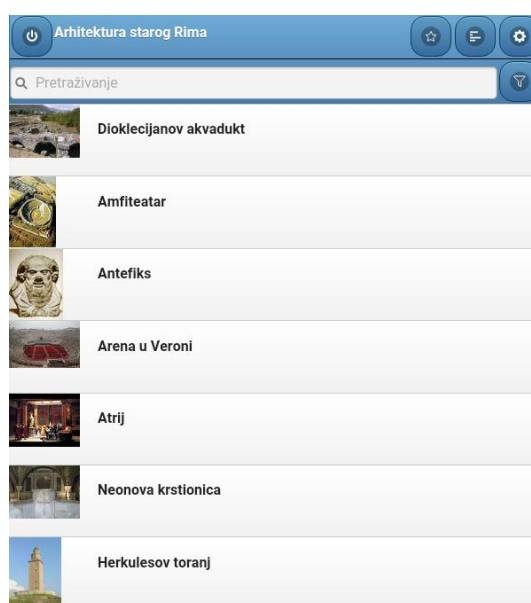 Arhitektura starog Rima
Pretraživanje
Dioklecijanov akvadukt
Amfiteatar
Antefiks
Arena u Veroni
Atrij
Neonova krstionica
Herkulesov toranj